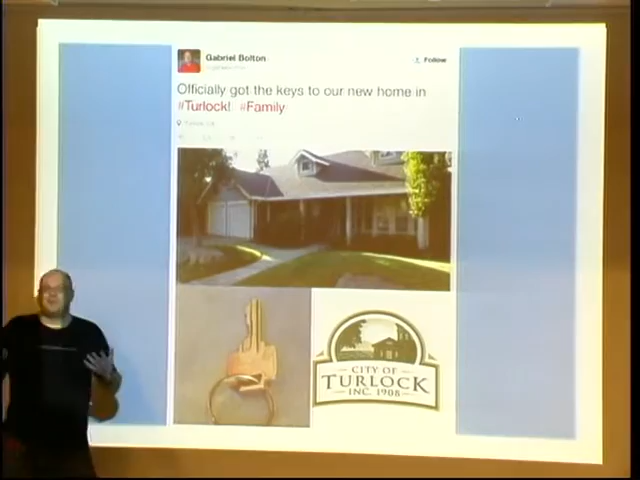 Gabriel Bolton
Follow
Officially got the keys to our new home in
#Turlock! #Family
CITY OF
TURLOCK
INC. 1908